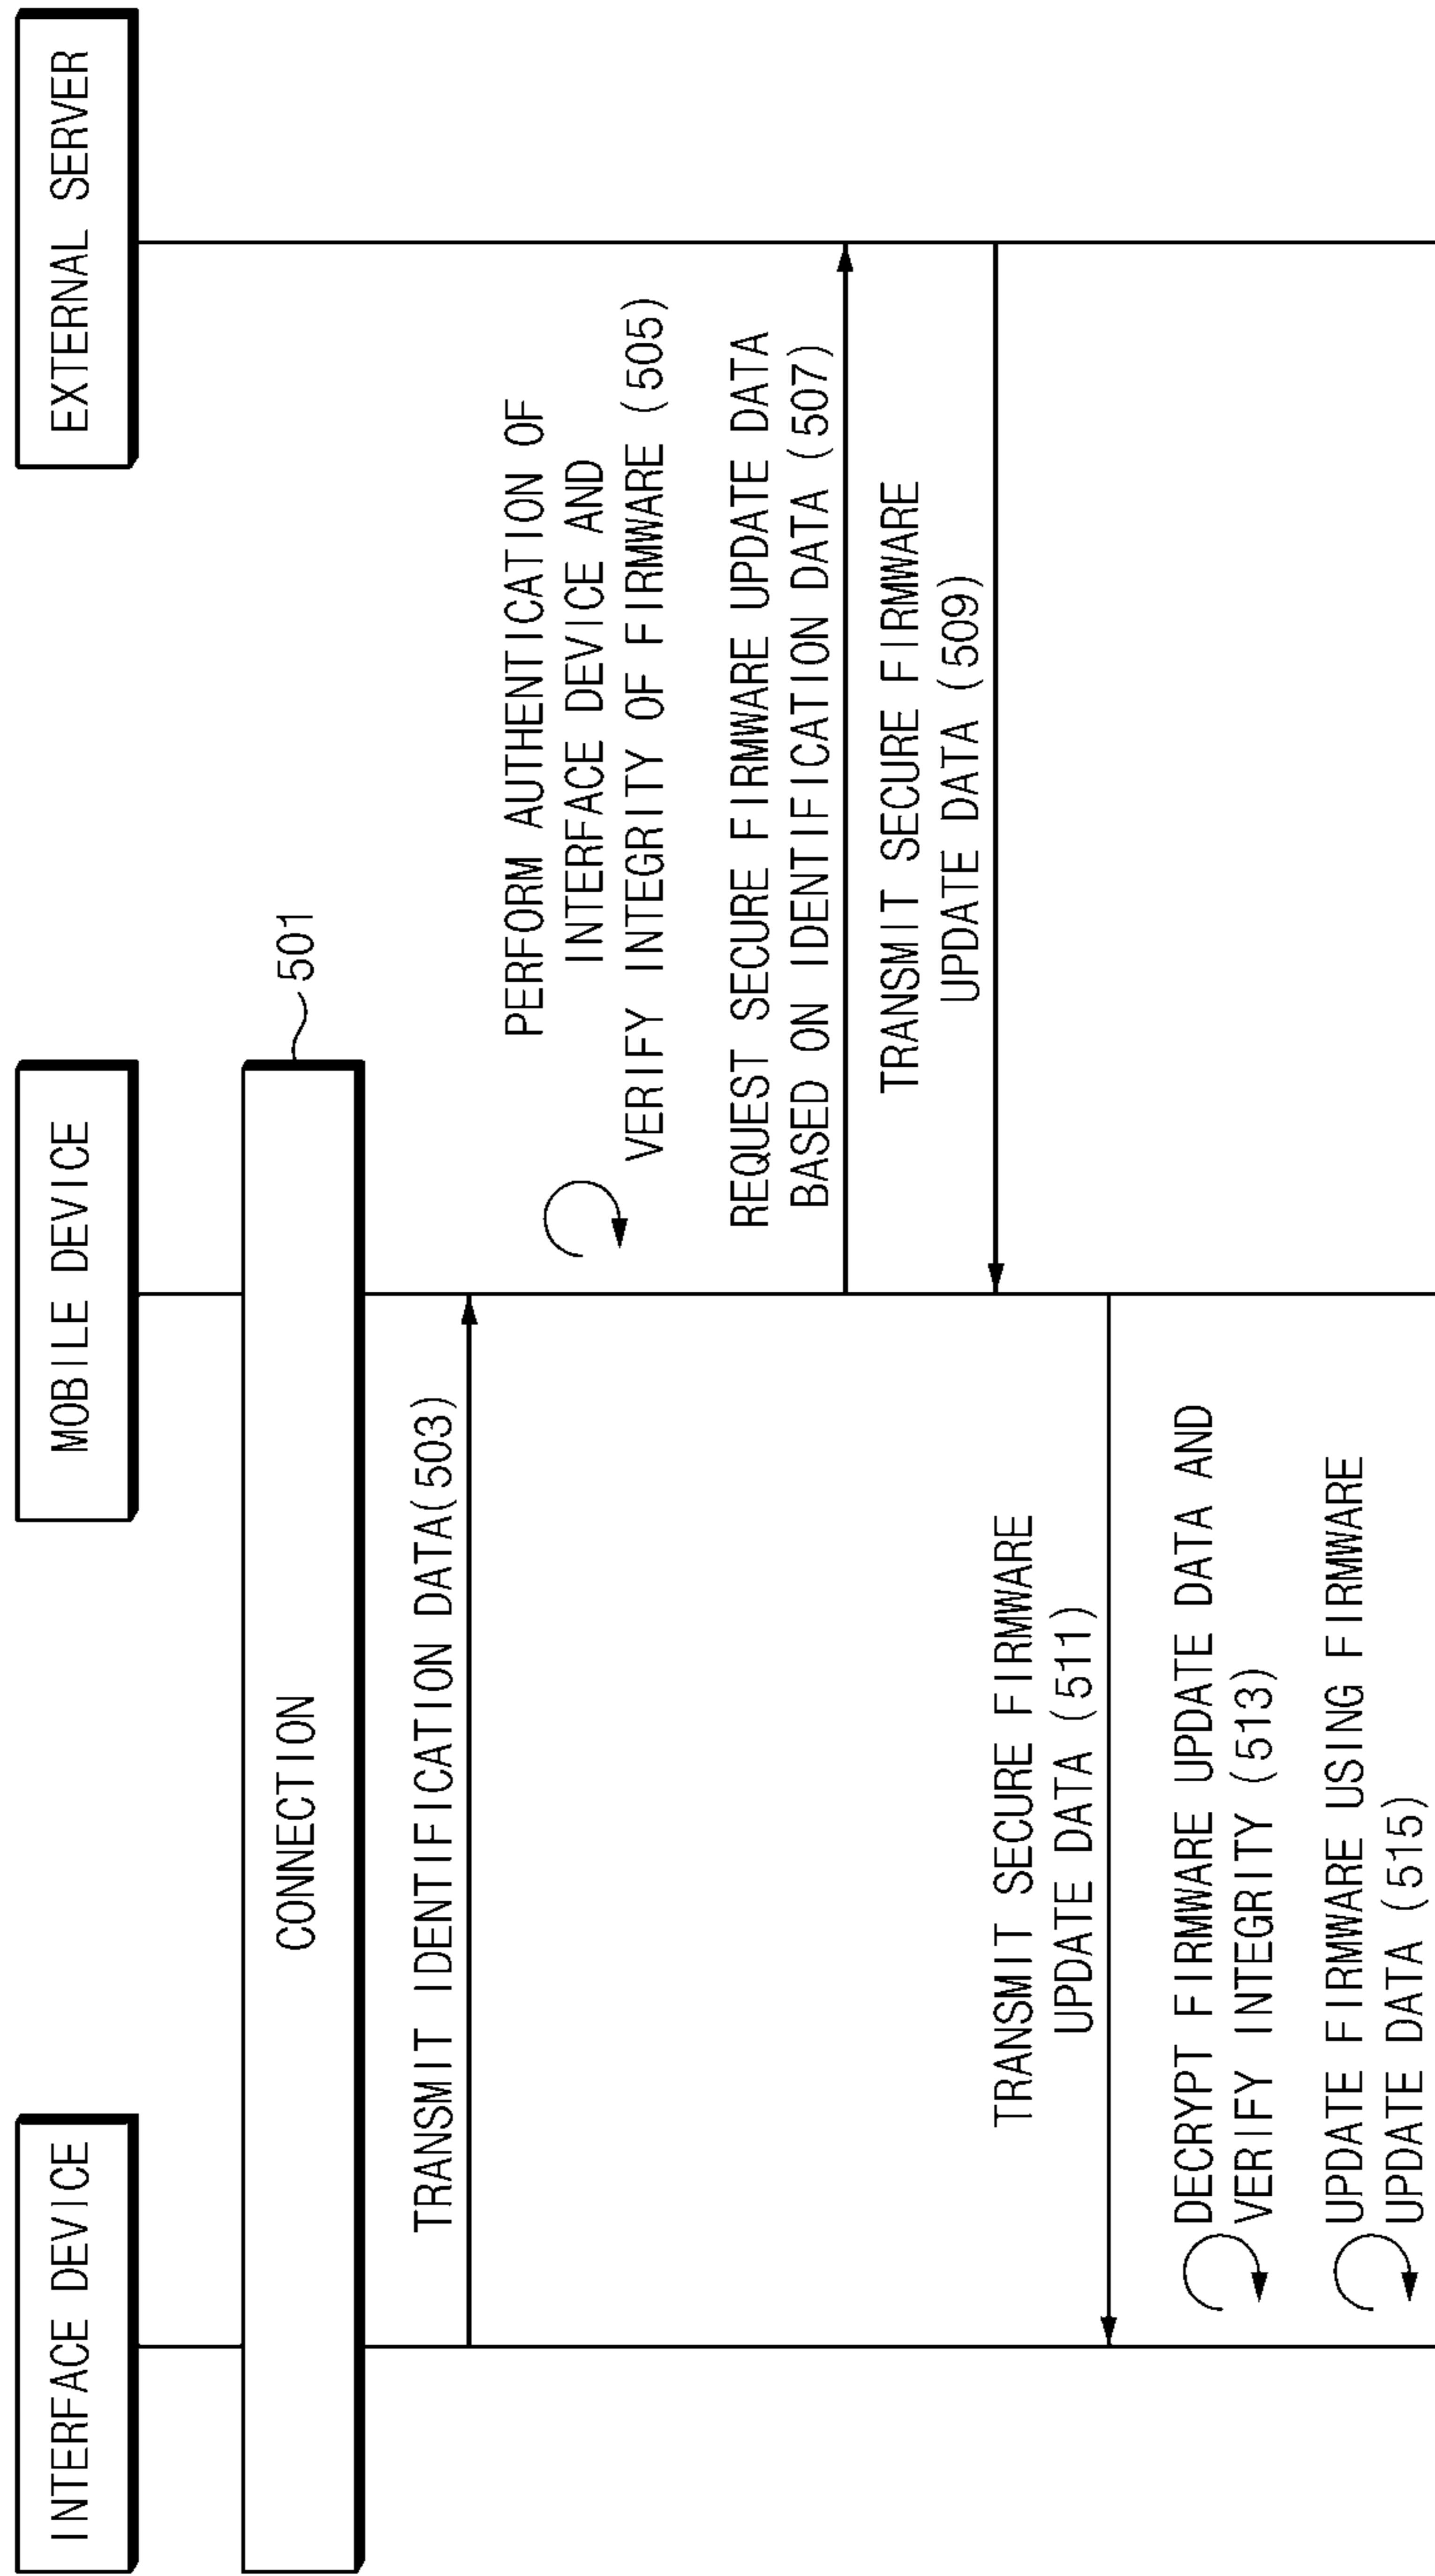 INTERFACE DEVICE
MOBILE DEVICE
EXTERNAL SERVER
CONNECTION
501
TRANSMIT IDENTIFICATION DATA(503)
PERFORM AUTHENTICATION OF
INTERFACE DEVICE AND
VERIFY INTEGRITY OF FIRMWARE (505)
REQUEST SECURE FIRMWARE UPDATE DATA
BASED ON IDENTIFICATION DATA (507)
TRANSMIT SECURE FIRMWARE
UPDATE DATA (509)
TRANSMIT SECURE FIRMWARE
UPDATE DATA (511)
DECRYPT FIRMWARE UPDATE DATA AND
VERIFY INTEGRITY (513)
UPDATE FIRMWARE USING FIRMWARE
UPDATE DATA (515)